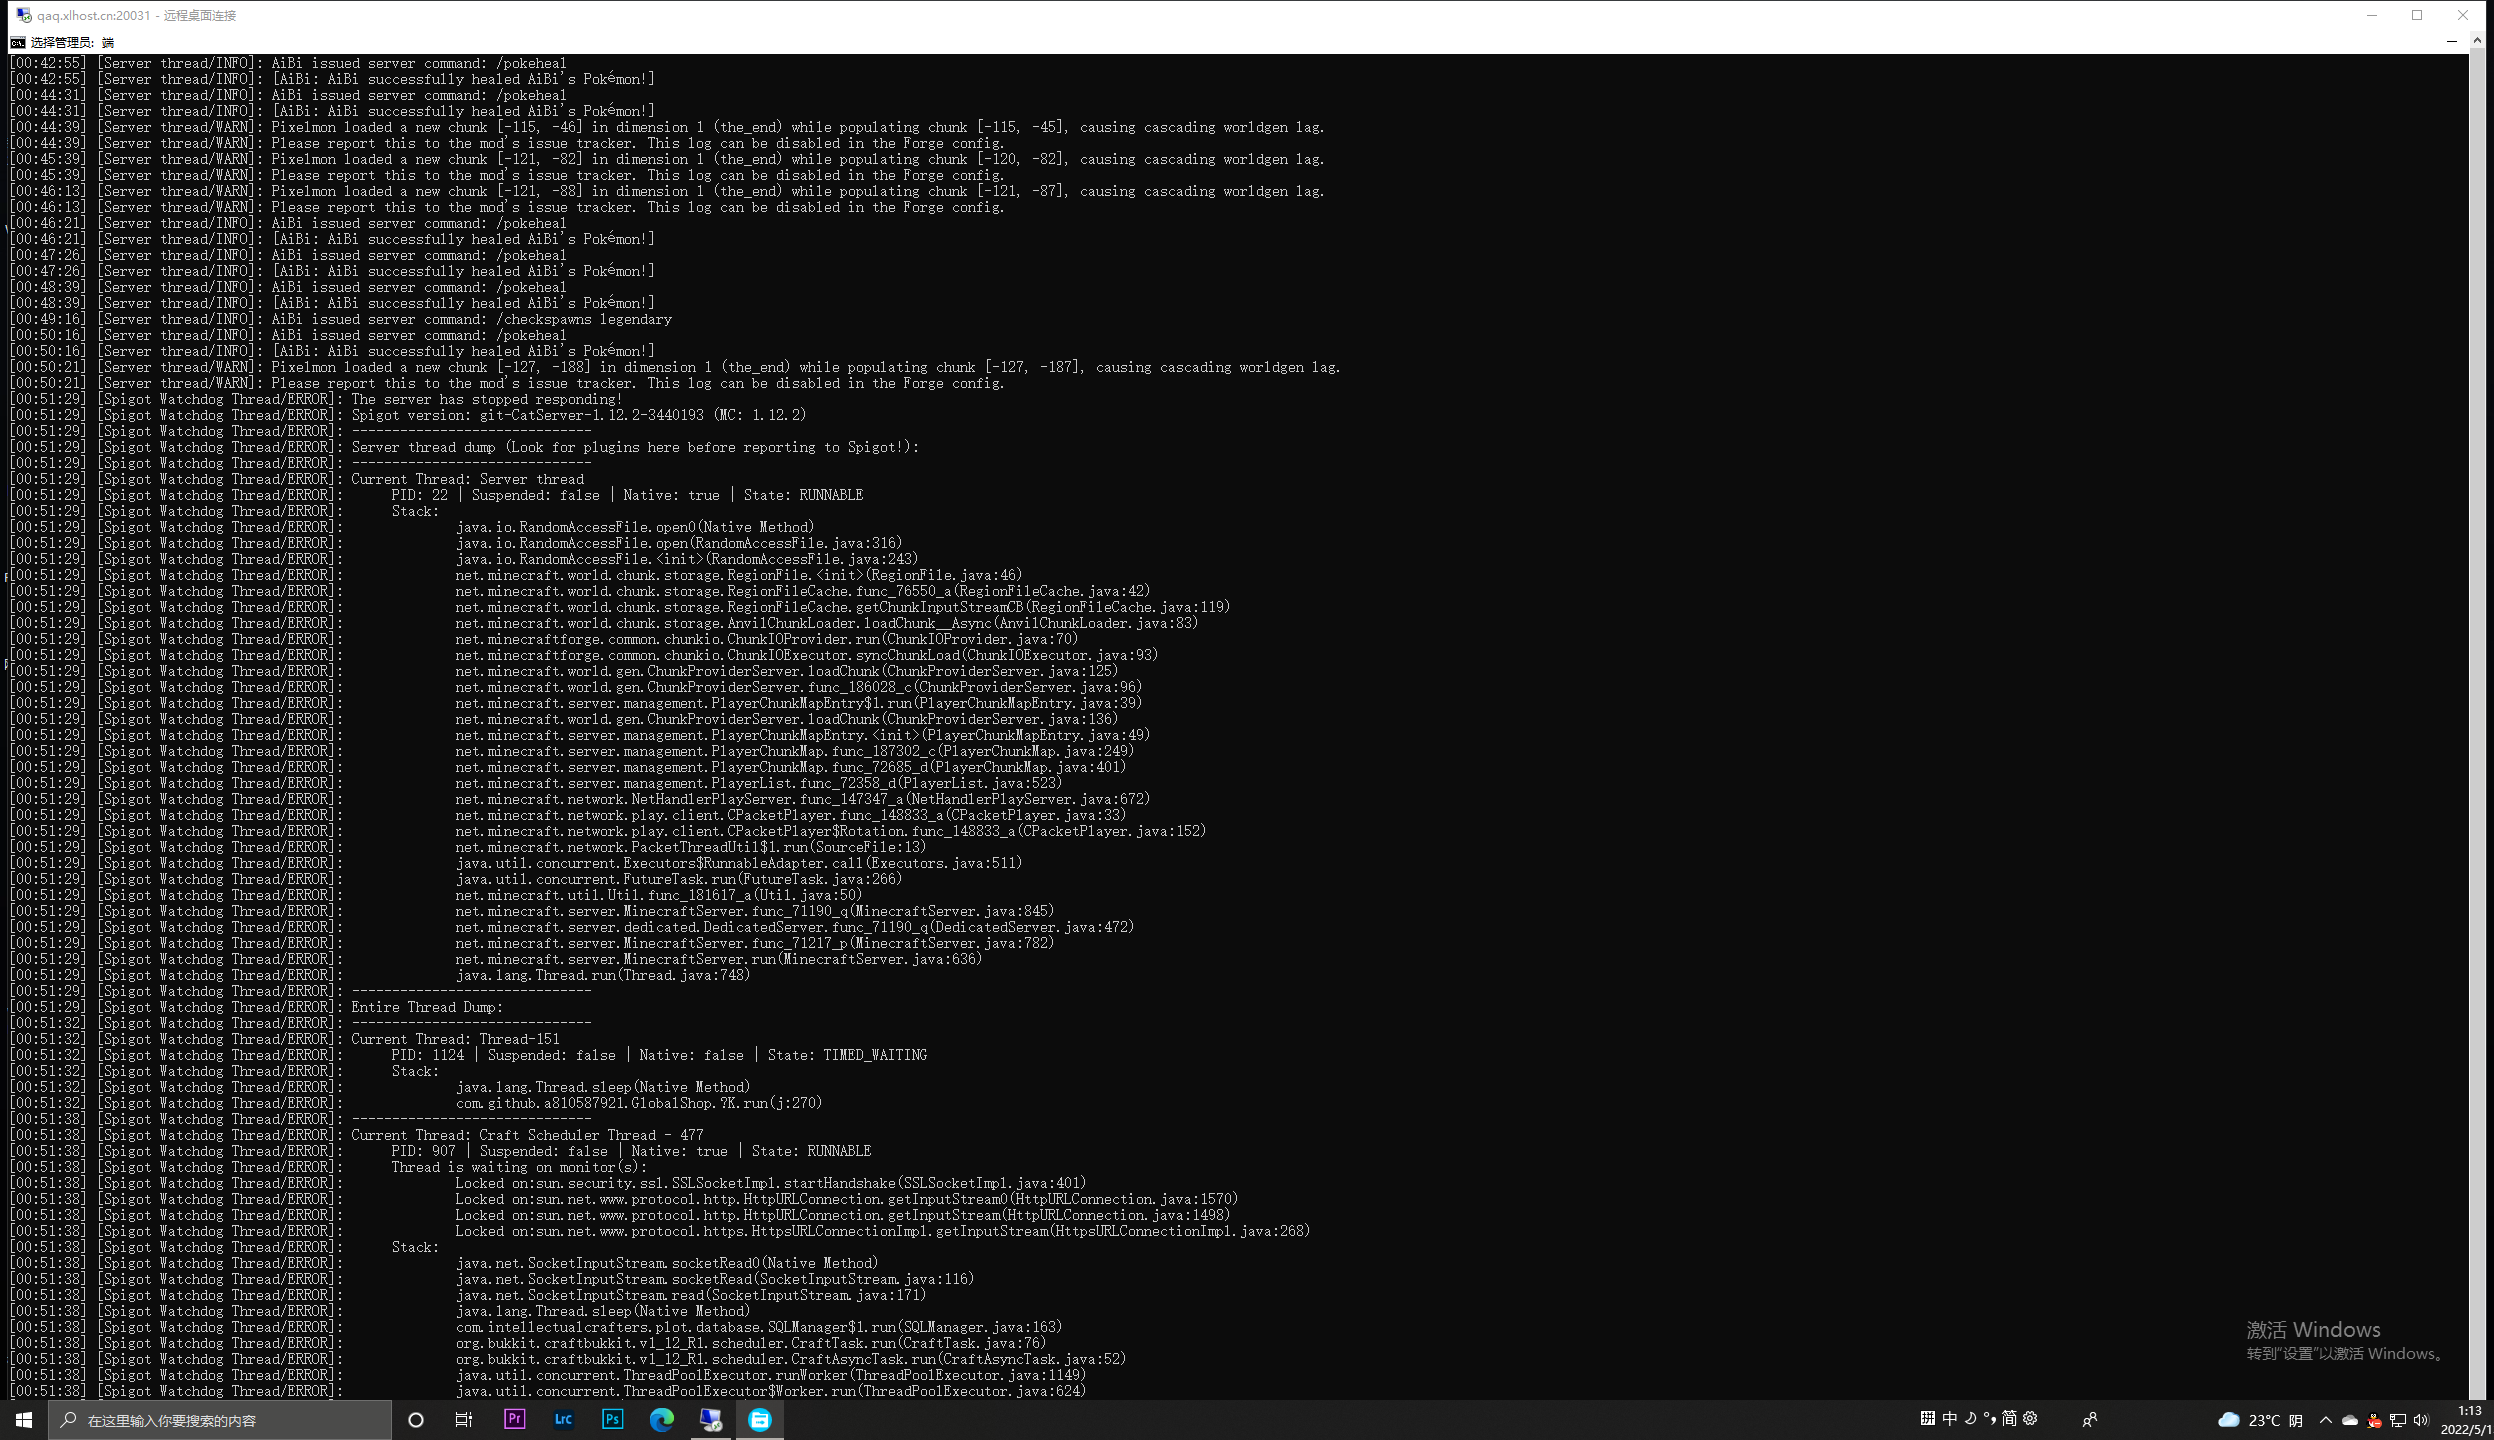 qaq.xlhost.cn:20031 - 远程桌面连接
选择管理员: 端
[00:42:55] [Server thread/INFO]: AiBi issued server command: /pokeheal
[00:42:55] [Server thread/INFO]: [AiBi: AiBi successfully healed AiBi's Pokémon!]
[00:44:31] [Server thread/INFO]: AiBi issued server command: /pokeheal
[00:44:31] [Server thread/INFO]: [AiBi: AiBi successfully healed AiBi's Pokémon!]
[00:44:39] [Server thread/WARN]: Pixelmon loaded a new chunk [-115, -46] in dimension 1 (the_end) while populating chunk [-115, -45], causing cascading worldgen lag.
[00:44:39] [Server thread/WARN]: Please report this to the mod's issue tracker. This log can be disabled in the Forge config.
[00:45:39] [Server thread/WARN]: Pixelmon loaded a new chunk [-121, -82] in dimension 1 (the_end) while populating chunk [-120, -82], causing cascading worldgen lag.
[00:45:39] [Server thread/WARN]: Please report this to the mod's issue tracker. This log can be disabled in the Forge config.
[00:46:13] [Server thread/WARN]: Pixelmon loaded a new chunk [-121, -88] in dimension 1 (the_end) while populating chunk [-121, -87], causing cascading worldgen lag.
[00:46:13] [Server thread/WARN]: Please report this to the mod's issue tracker. This log can be disabled in the Forge config.
[00:46:21] [Server thread/INFO]: AiBi issued server command: /pokeheal
[00:46:21] [Server thread/INFO]: [AiBi: AiBi successfully healed AiBi's Pokémon!]
[00:47:26] [Server thread/INFO]: AiBi issued server command: /pokeheal
[00:47:26] [Server thread/INFO]: [AiBi: AiBi successfully healed AiBi's Pokémon!]
[00:48:39] [Server thread/INFO]: AiBi issued server command: /pokeheal
[00:48:39] [Server thread/INFO]: [AiBi: AiBi successfully healed AiBi's Pokémon!]
[00:49:16] [Server thread/INFO]: AiBi issued server command: /checkspawns legendary
[00:50:16] [Server thread/INFO]: AiBi issued server command: /pokeheal
[00:50:16] [Server thread/INFO]: [AiBi: AiBi successfully healed AiBi's Pokémon!]
[00:50:21] [Server thread/WARN]: Pixelmon loaded a new chunk [-127, -188] in dimension 1 (the_end) while populating chunk [-127, -187], causing cascading worldgen lag.
[00:50:21] [Server thread/WARN]: Please report this to the mod's issue tracker. This log can be disabled in the Forge config.
[00:51:29] [Spigot Watchdog Thread/ERROR]: The server has stopped responding!
[00:51:29] [Spigot Watchdog Thread/ERROR]: Spigot version: git-CatServer-1.12.2-3440193 (MC: 1.12.2)
[00:51:29] [Spigot Watchdog Thread/ERROR]: ------------------------------
[00:51:29] [Spigot Watchdog Thread/ERROR]: Server thread dump (Look for plugins here before reporting to Spigot!):
[00:51:29] [Spigot Watchdog Thread/ERROR]: ------------------------------
[00:51:29] [Spigot Watchdog Thread/ERROR]: Current Thread: Server thread
[00:51:29] [Spigot Watchdog Thread/ERROR]: PID: 22 | Suspended: false | Native: true | State: RUNNABLE
[00:51:29] [Spigot Watchdog Thread/ERROR]: Stack:
[00:51:29] [Spigot Watchdog Thread/ERROR]: java.io.RandomAccessFile.open0(Native Method)
[00:51:29] [Spigot Watchdog Thread/ERROR]: java.io.RandomAccessFile.open(RandomAccessFile.java:316)
[00:51:29] [Spigot Watchdog Thread/ERROR]: java.io.RandomAccessFile.<init>(RandomAccessFile.java:243)
[00:51:29] [Spigot Watchdog Thread/ERROR]: net.minecraft.world.chunk.storage.RegionFile.<init>(RegionFile.java:46)
[00:51:29] [Spigot Watchdog Thread/ERROR]: net.minecraft.world.chunk.storage.RegionFileCache.func_76550_a(RegionFileCache.java:42)
[00:51:29] [Spigot Watchdog Thread/ERROR]: net.minecraft.world.chunk.storage.RegionFileCache.getChunkInputStreamCB(RegionFileCache.java:119)
[00:51:29] [Spigot Watchdog Thread/ERROR]: net.minecraft.world.chunk.storage.AnvilChunkLoader.loadChunk__Async(AnvilChunkLoader.java:83)
[00:51:29] [Spigot Watchdog Thread/ERROR]: net.minecraftforge.common.chunkio.ChunkIOProvider.run(ChunkIOProvider.java:70)
[00:51:29] [Spigot Watchdog Thread/ERROR]: net.minecraftforge.common.chunkio.ChunkIOExecutor.syncChunkLoad(ChunkIOExecutor.java:93)
[00:51:29] [Spigot Watchdog Thread/ERROR]: net.minecraft.world.gen.ChunkProviderServer.loadChunk(ChunkProviderServer.java:125)
[00:51:29] [Spigot Watchdog Thread/ERROR]: net.minecraft.world.gen.ChunkProviderServer.func_186028_c(ChunkProviderServer.java:96)
[00:51:29] [Spigot Watchdog Thread/ERROR]: net.minecraft.server.management.PlayerChunkMapEntry$1.run(PlayerChunkMapEntry.java:39)
[00:51:29] [Spigot Watchdog Thread/ERROR]: net.minecraft.world.gen.ChunkProviderServer.loadChunk(ChunkProviderServer.java:136)
[00:51:29] [Spigot Watchdog Thread/ERROR]: net.minecraft.server.management.PlayerChunkMapEntry.<init>(PlayerChunkMapEntry.java:49)
[00:51:29] [Spigot Watchdog Thread/ERROR]: net.minecraft.server.management.PlayerChunkMap.func_187302_c(PlayerChunkMap.java:249)
[00:51:29] [Spigot Watchdog Thread/ERROR]: net.minecraft.server.management.PlayerChunkMap.func_72685_d(PlayerChunkMap.java:401)
[00:51:29] [Spigot Watchdog Thread/ERROR]: net.minecraft.server.management.PlayerList.func_72358_d(PlayerList.java:523)
[00:51:29] [Spigot Watchdog Thread/ERROR]: net.minecraft.network.NetHandlerPlayServer.func_147347_a(NetHandlerPlayServer.java:672)
[00:51:29] [Spigot Watchdog Thread/ERROR]: net.minecraft.network.play.client.CPacketPlayer.func_148833_a(CPacketPlayer.java:33)
[00:51:29] [Spigot Watchdog Thread/ERROR]: net.minecraft.network.play.client.CPacketPlayer$Rotation.func_148833_a(CPacketPlayer.java:152)
[00:51:29] [Spigot Watchdog Thread/ERROR]: net.minecraft.network.PacketThreadUtil$1.run(SourceFile:13)
[00:51:29] [Spigot Watchdog Thread/ERROR]: java.util.concurrent.Executors$RunnableAdapter.call(Executors.java:511)
[00:51:29] [Spigot Watchdog Thread/ERROR]: java.util.concurrent.FutureTask.run(FutureTask.java:266)
[00:51:29] [Spigot Watchdog Thread/ERROR]: net.minecraft.util.Util.func_181617_a(Util.java:50)
[00:51:29] [Spigot Watchdog Thread/ERROR]: net.minecraft.server.MinecraftServer.func_71190_q(MinecraftServer.java:845)
[00:51:29] [Spigot Watchdog Thread/ERROR]: net.minecraft.server.dedicated.DedicatedServer.func_71190_q(DedicatedServer.java:472)
[00:51:29] [Spigot Watchdog Thread/ERROR]: net.minecraft.server.MinecraftServer.func_71217_p(MinecraftServer.java:782)
[00:51:29] [Spigot Watchdog Thread/ERROR]: net.minecraft.server.MinecraftServer.run(MinecraftServer.java:636)
[00:51:29] [Spigot Watchdog Thread/ERROR]: java.lang.Thread.run(Thread.java:748)
[00:51:29] [Spigot Watchdog Thread/ERROR]: ------------------------------
[00:51:29] [Spigot Watchdog Thread/ERROR]: Entire Thread Dump:
[00:51:32] [Spigot Watchdog Thread/ERROR]: ------------------------------
[00:51:32] [Spigot Watchdog Thread/ERROR]: Current Thread: Thread-151
[00:51:32] [Spigot Watchdog Thread/ERROR]: PID: 1124 | Suspended: false | Native: false | State: TIMED_WAITING
[00:51:32] [Spigot Watchdog Thread/ERROR]: Stack:
[00:51:32] [Spigot Watchdog Thread/ERROR]: java.lang.Thread.sleep(Native Method)
[00:51:32] [Spigot Watchdog Thread/ERROR]: com.github.a810587921.GlobalShop.?K.run(j:270)
[00:51:38] [Spigot Watchdog Thread/ERROR]: ------------------------------
[00:51:38] [Spigot Watchdog Thread/ERROR]: Current Thread: Craft Scheduler Thread - 477
[00:51:38] [Spigot Watchdog Thread/ERROR]: PID: 907 | Suspended: false | Native: true | State: RUNNABLE
[00:51:38] [Spigot Watchdog Thread/ERROR]: Thread is waiting on monitor(s):
[00:51:38] [Spigot Watchdog Thread/ERROR]: Locked on:sun.security.ssl.SSLSocketImpl.startHandshake(SSLSocketImpl.java:401)
[00:51:38] [Spigot Watchdog Thread/ERROR]: Locked on:sun.net.www.protocol.http.HttpURLConnection.getInputStream0(HttpURLConnection.java:1570)
[00:51:38] [Spigot Watchdog Thread/ERROR]: Locked on:sun.net.www.protocol.http.HttpURLConnection.getInputStream(HttpURLConnection.java:1498)
[00:51:38] [Spigot Watchdog Thread/ERROR]: Locked on:sun.net.www.protocol.https.HttpsURLConnectionImpl.getInputStream(HttpsURLConnectionImpl.java:268)
[00:51:38] [Spigot Watchdog Thread/ERROR]: Stack:
[00:51:38] [Spigot Watchdog Thread/ERROR]: java.net.SocketInputStream.socketRead0(Native Method)
[00:51:38] [Spigot Watchdog Thread/ERROR]: java.net.SocketInputStream.socketRead(SocketInputStream.java:116)
[00:51:38] [Spigot Watchdog Thread/ERROR]: java.net.SocketInputStream.read(SocketInputStream.java:171)
[00:51:38] [Spigot Watchdog Thread/ERROR]: java.lang.Thread.sleep(Native Method)
[00:51:38] [Spigot Watchdog Thread/ERROR]: com.intellectualcrafters.plot.database.SQLManager$1.run(SQLManager.java:163)
[00:51:38] [Spigot Watchdog Thread/ERROR]: org.bukkit.craftbukkit.v1_12_R1.scheduler.CraftTask.run(CraftTask.java:76)
[00:51:38] [Spigot Watchdog Thread/ERROR]: org.bukkit.craftbukkit.v1_12_R1.scheduler.CraftAsyncTask.run(CraftAsyncTask.java:52)
[00:51:38] [Spigot Watchdog Thread/ERROR]: java.util.concurrent.ThreadPoolExecutor.runWorker(ThreadPoolExecutor.java:1149)
[00:51:38] [Spigot Watchdog Thread/ERROR]: java.util.concurrent.ThreadPoolExecutor$Worker.run(ThreadPoolExecutor.java:624)
激活 Windows
转到"设置"以激活 Windows。
在这里输入你要搜索的内容
Pr
Lrc
Ps
拼 中 简
23°C 阴
1:13
2022/5/1